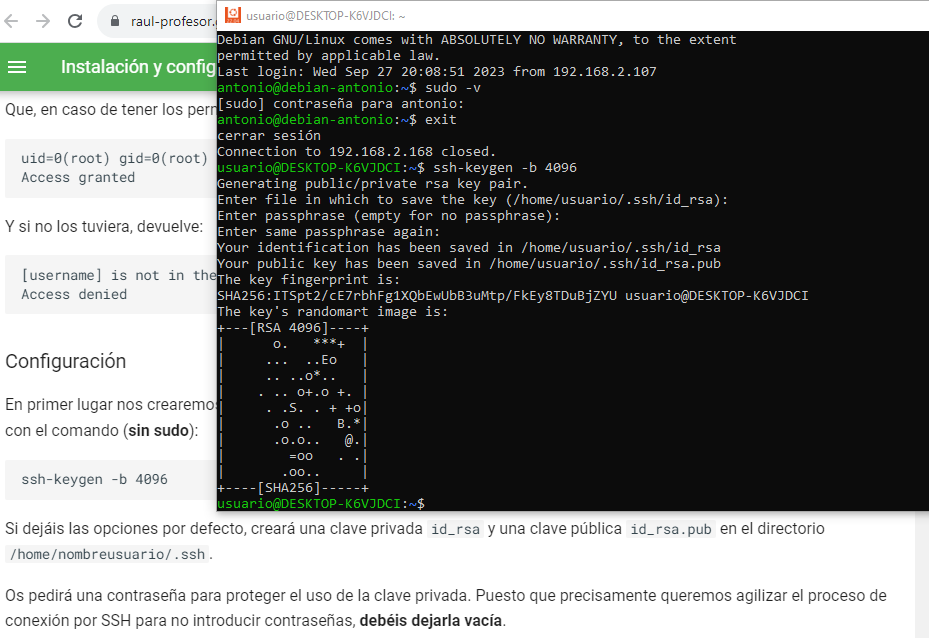 raul-profesor.
usuario@DESKTOP-K6VJDCI: ~
Instalación y config
Que, en caso de tener los perr
uid=0(root) gid=0(root)
Access granted
Y si no los tuviera, devuelve:
[username] is not in the
Access denied
Configuración
En primer lugar nos crearemos
con el comando (sin sudo):
ssh-keygen -b 4096
Debian GNU/Linux comes with ABSOLUTELY NO WARRANTY, to the extent
permitted by applicable law.
Last login: Wed Sep 27 20:08:51 2023 from 192.168.2.107
antonio@debian-antonio:~$ sudo -v
[sudo] contraseña para antonio:
antonio@debian-antonio:~$ exit
cerrar sesión
Connection to 192.168.2.168 closed.
usuario@DESKTOP-K6VJDCI:~$ ssh-keygen -b 4096
Generating public/private rsa key pair.
Enter file in which to save the key (/home/usuario/.ssh/id_rsa):
Enter passphrase (empty for no passphrase):
Enter same passphrase again:
Your identification has been saved in /home/usuario/.ssh/id_rsa
Your public key has been saved in /home/usuario/.ssh/id_rsa.pub
The key fingerprint is:
SHA256:ITSpt2/cE7rbhFg1XQbEwUbB3uMtp/FkEy8TDuBjZYU usuario@DESKTOP-K6VJDCI
The key's randomart image is:
+---[RSA 4096]----+
|      o.   ***+  |
|     ...  ..Eo   |
|     .. ..o*..   |
|    . .. o+.o +. |
|     . .S. . + +o|
|      .o ..   B.*|
|      .o.o..   @.|
|        =oo   . .|
|       .oo..     |
+----[SHA256]-----+
usuario@DESKTOP-K6VJDCI:~$
Si dejáis las opciones por defecto, creará una clave privada id_rsa y una clave pública id_rsa.pub en el directorio
/home/nombreusuario/.ssh.
Os pedirá una contraseña para proteger el uso de la clave privada. Puesto que precisamente queremos agilizar el proceso de
conexión por SSH para no introducir contraseñas, debéis dejarla vacía.